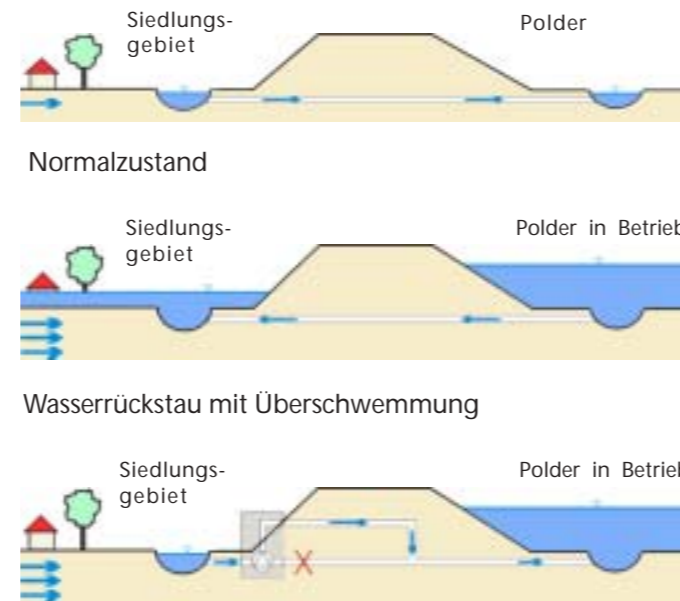 Siedlungs-
gebiet
Polder
Normalzustand
Siedlungs-
gebiet
Polder in Betrieb
Wasserrückstau mit Überschwemmung
Siedlungs-
gebiet
Polder in Betrieb